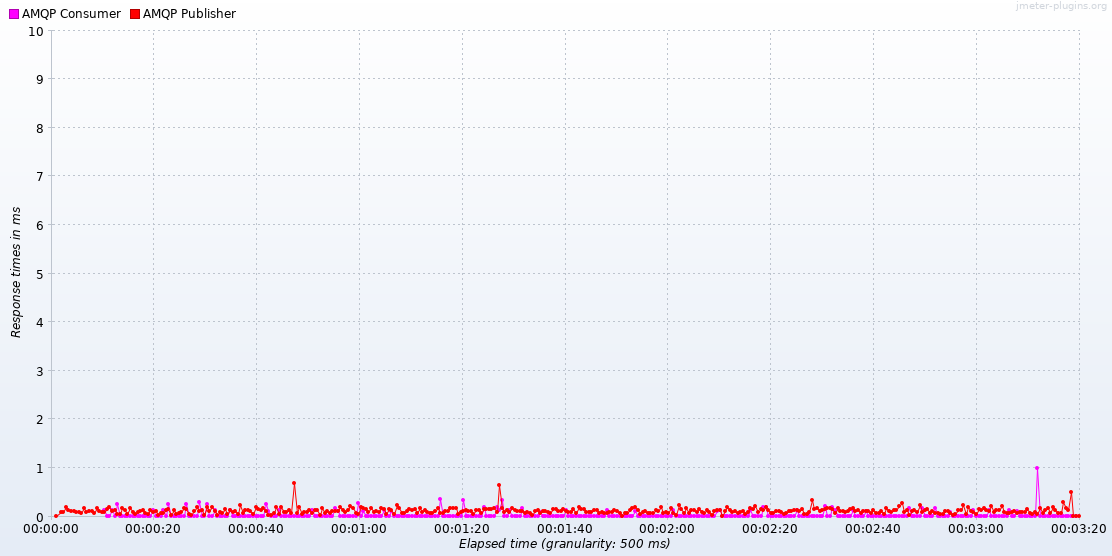 jmeter-plugins.org
AMQP Consumer AMQP Publisher
10
9
8
7
6
5
4
3
2
1
0
Response times in ms
00:00:00 00:00:20 00:00:40 00:01:00 00:01:20 00:01:40 00:02:00 00:02:20 00:02:40 00:03:00 00:03:20
Elapsed time (granularity: 500 ms)